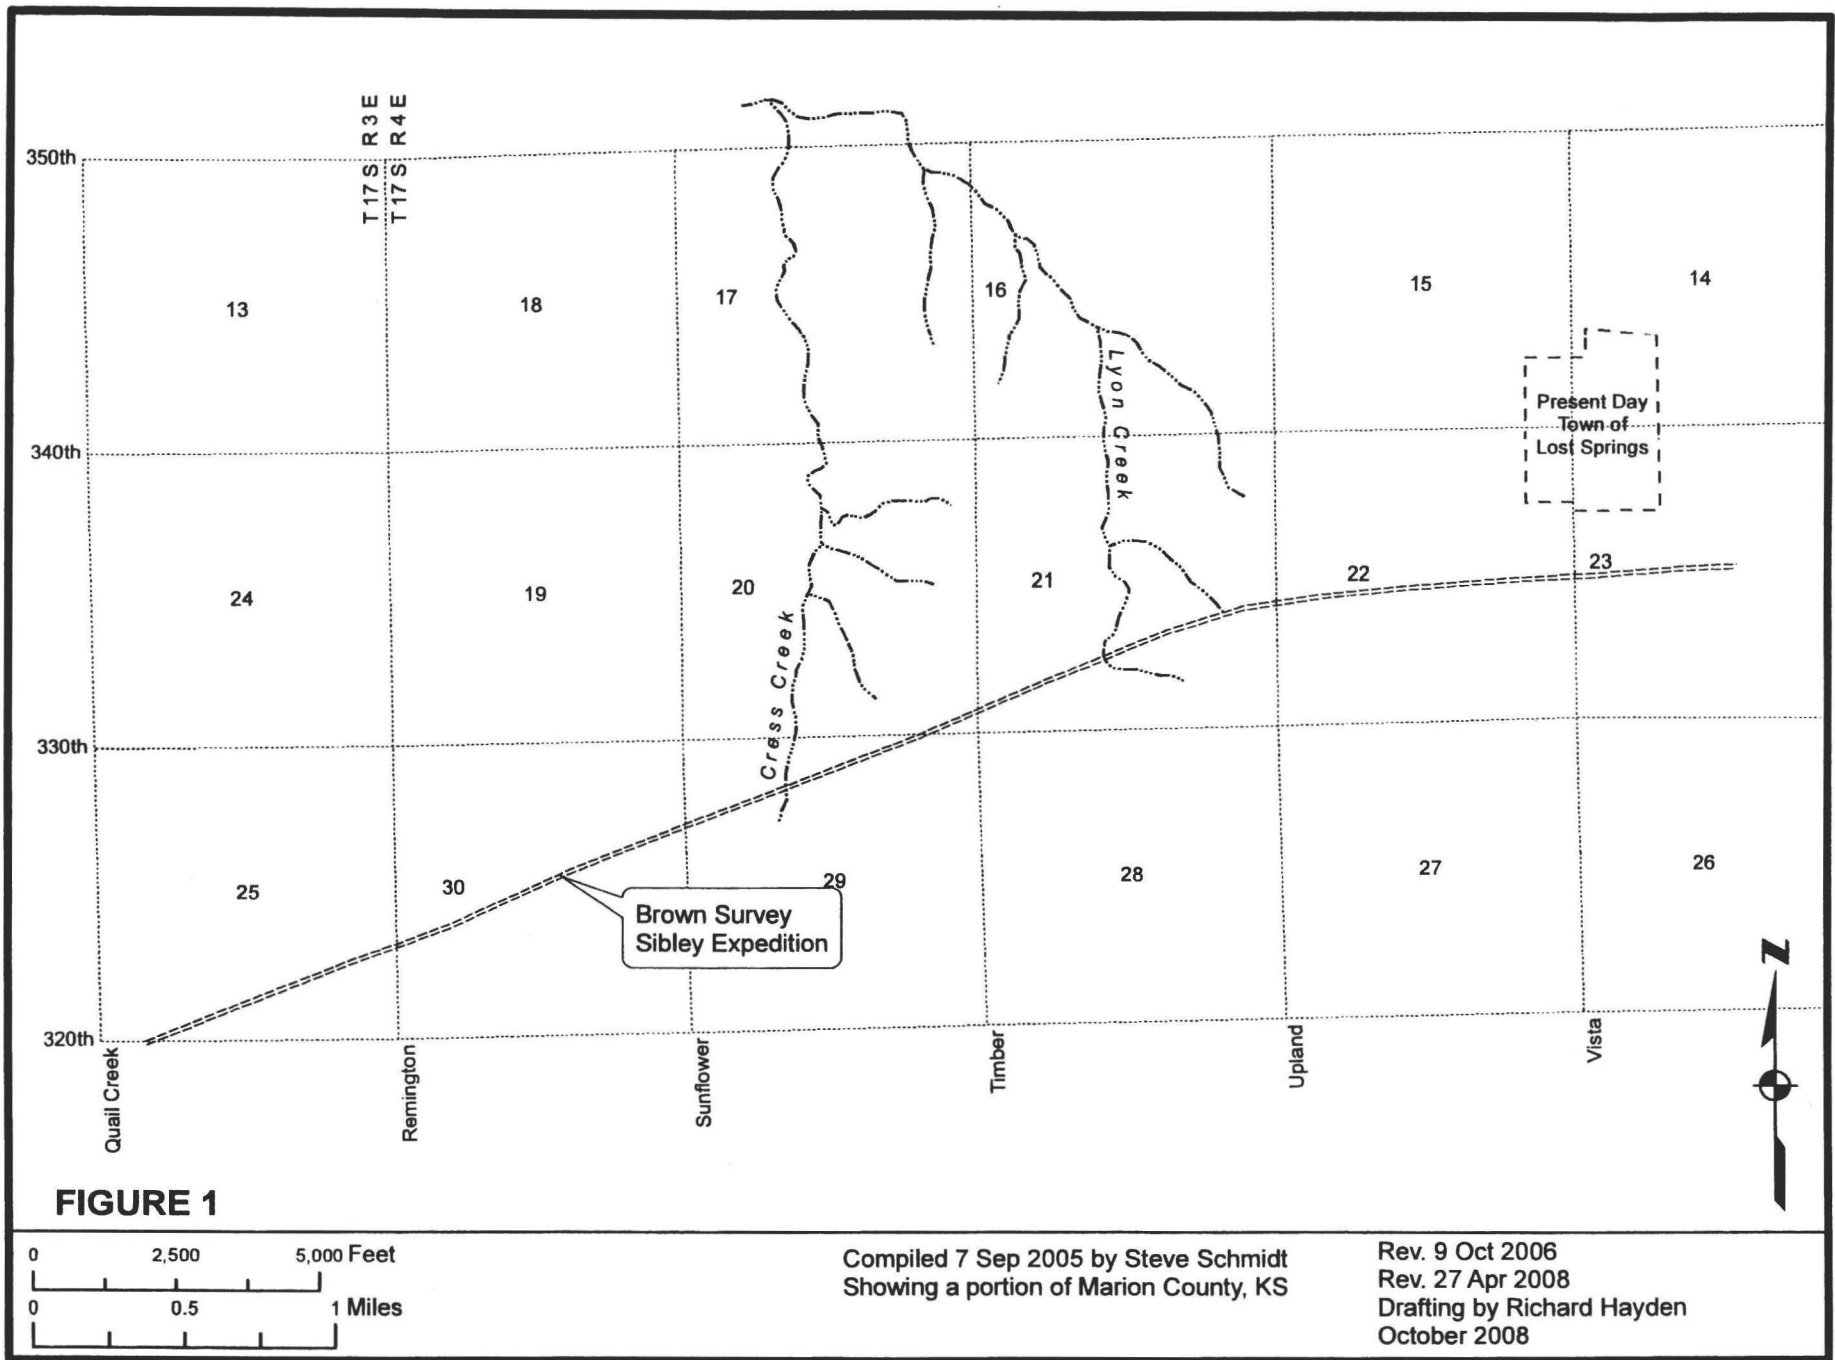 T17S R3E
T17S R4E
350th
13
18
17
16
15
14
Lyon Creek
Present Day
Town of
Lost Springs
340th
24
19
20
21
22
23
Cress Creek
330th
25
30
29
28
27
26
Brown Survey
Sibley Expedition
N
320th
Quail Creek
Remington
Sunflower
Timber
Upland
Vista
FIGURE 1
0 2,500 5,000 Feet
0 0.5 1 Miles
Compiled 7 Sep 2005 by Steve Schmidt
Showing a portion of Marion County, KS
Rev. 9 Oct 2006
Rev. 27 Apr 2008
Drafting by Richard Hayden
October 2008